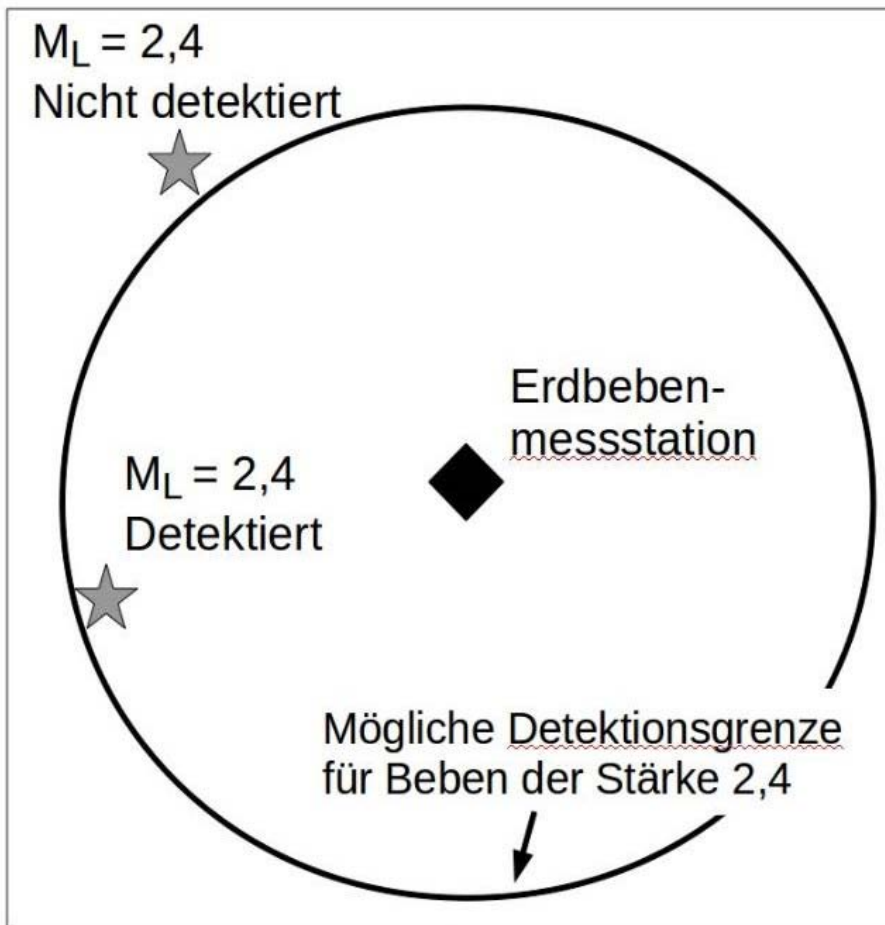 M_L = 2,4
Nicht detektiert
Erdbeben-
messstation
M_L = 2,4
Detektiert
Mögliche Detektionsgrenze
für Beben der Stärke 2,4